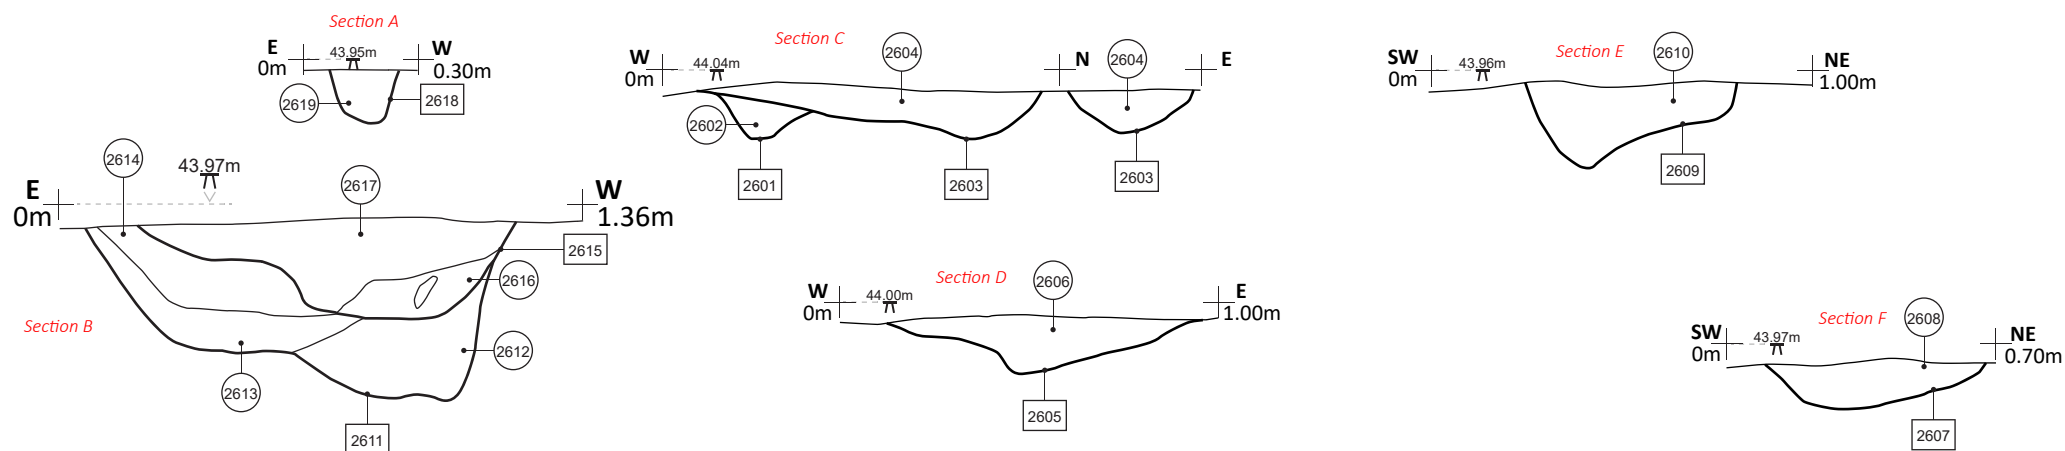 Section A
E
W
43.95m
0m
0.30m
2619
2618
Section B
2614
43.97m
2617
E
W
0m
1.36m
2615
2616
2612
2613
2611
Section C
2604
W
44.04m
0m
N
2604
E
2602
2601
2603
2603
Section D
2606
W
44.00m
E
0m
1.00m
2605
Section E
2610
SW
43.96m
NE
0m
1.00m
2609
Section F
2608
SW
43.97m
NE
0m
0.70m
2607